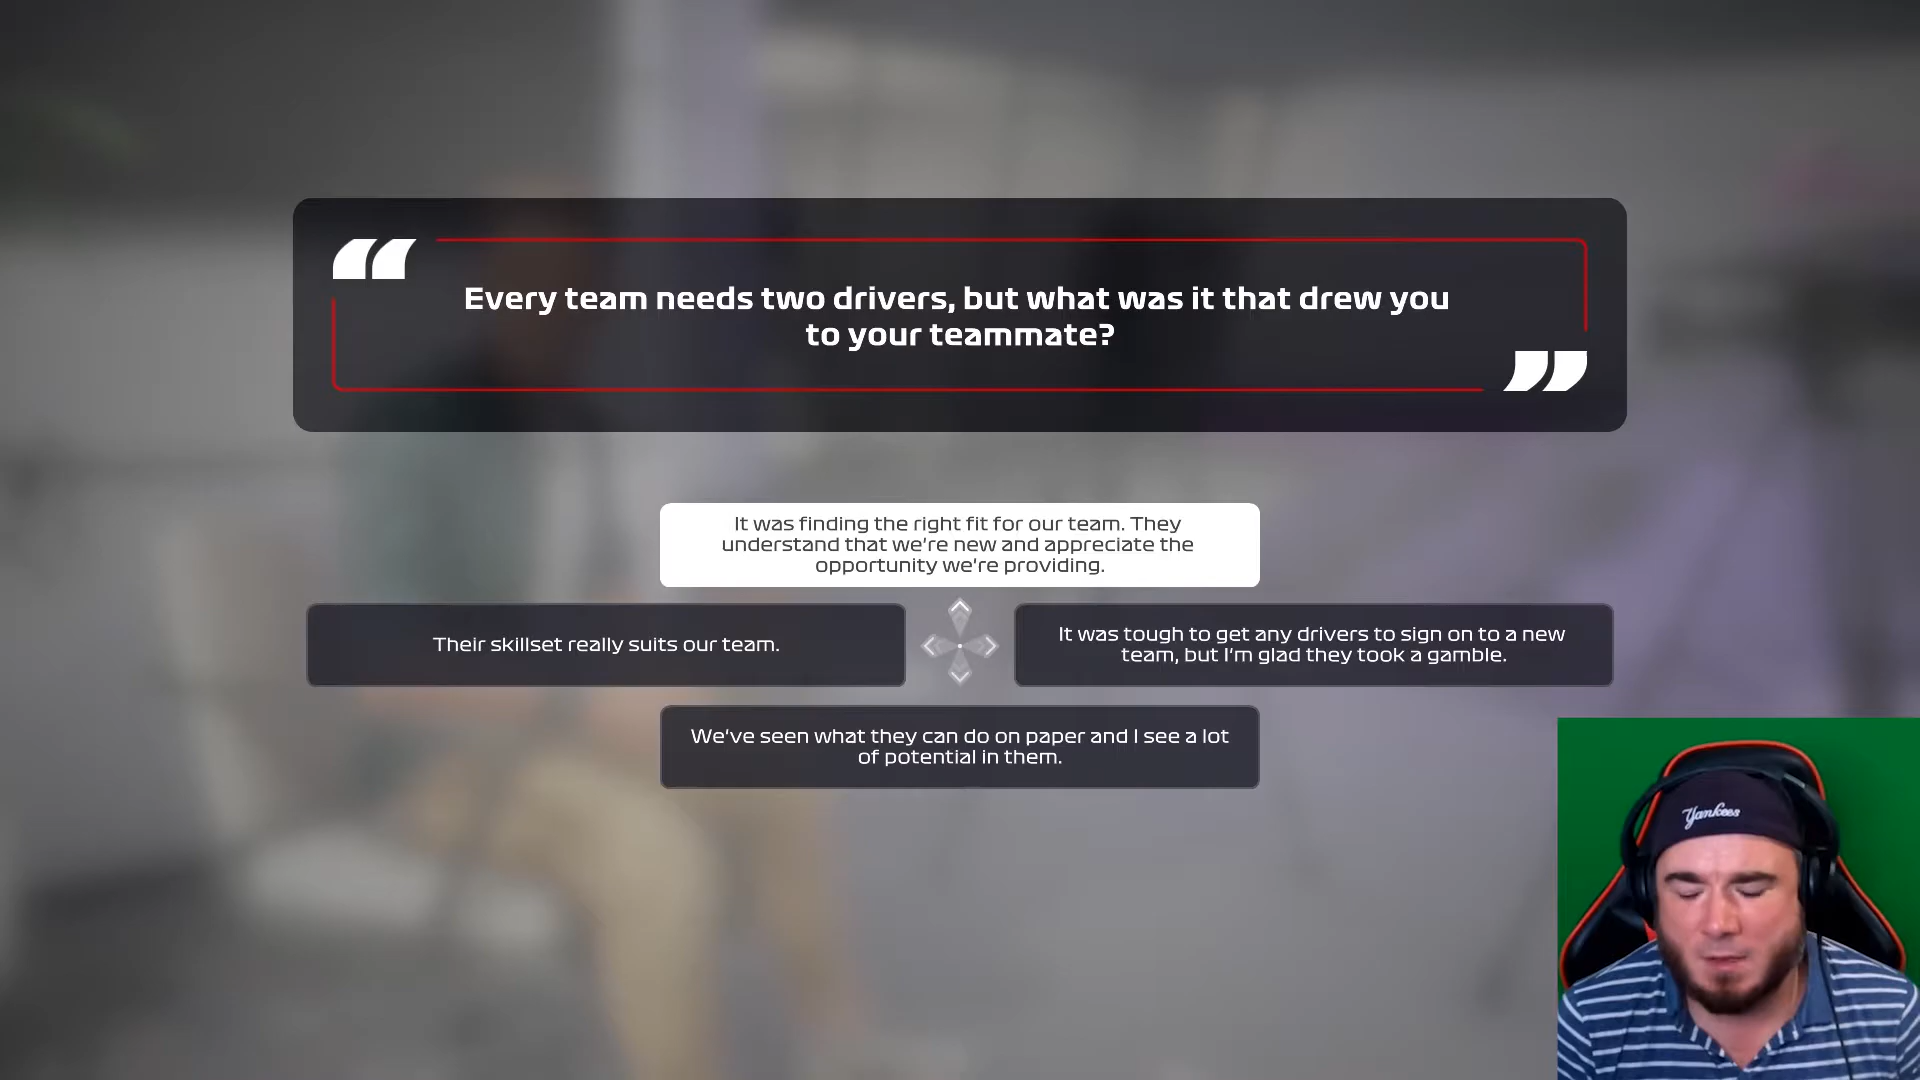 Every team needs two drivers, but what was it that drew you
to your teammate?
It was finding the right fit for our team. They
understand that we're new and appreciate the
opportunity we're providing.
Their skillset really suits our team.
It was tough to get any drivers to sign on to a new
team, but I'm glad they took a gamble.
We've seen what they can do on paper and I see a lot
of potential in them.
Yankees